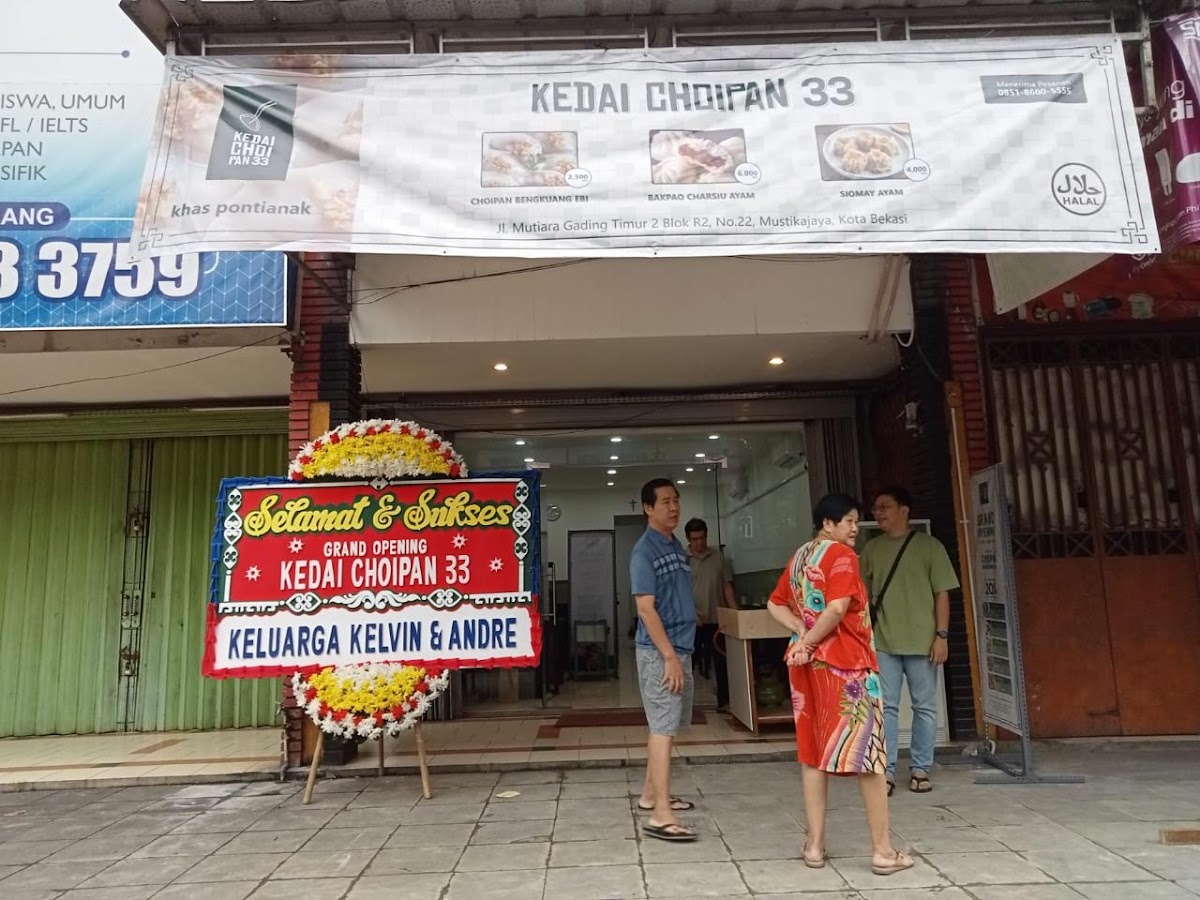 ISWA, UMUM
FL / IELTS
PAN
SIFIK
ANG
3 3759
KEDAI
CHOI
PAN 33
khas pontianak
KEDAI CHOIPAN 33
Menerima Pesanan
0851-8600-5555
2,500
6,000
4,000
CHOIPAN BENGKUANG EBI
BAKPAO CHARSIU AYAM
SIOMAY AYAM
حلال
HALAL
Jl. Mutiara Gading Timur 2 Blok R2, No.22, Mustikajaya, Kota Bekasi
Selamat & Sukses
GRAND OPENING
KEDAI CHOIPAN 33
KELUARGA KELVIN & ANDRE